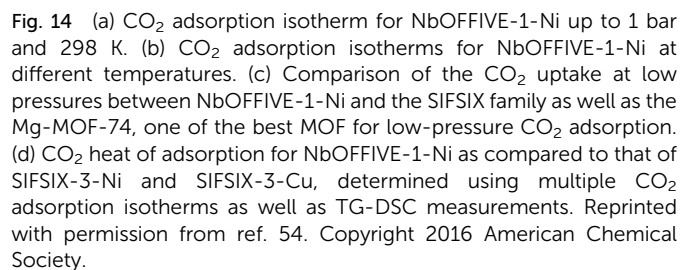 Fig. 14 (a) CO₂ adsorption isotherm for NbOFFIVE-1-Ni up to 1 bar
and 298 K. (b) CO₂ adsorption isotherms for NbOFFIVE-1-Ni at
different temperatures. (c) Comparison of the CO₂ uptake at low
pressures between NbOFFIVE-1-Ni and the SIFSIX family as well as the
Mg-MOF-74, one of the best MOF for low-pressure CO₂ adsorption.
(d) CO₂ heat of adsorption for NbOFFIVE-1-Ni as compared to that of
SIFSIX-3-Ni and SIFSIX-3-Cu, determined using multiple CO₂
adsorption isotherms as well as TG-DSC measurements. Reprinted
with permission from ref. 54. Copyright 2016 American Chemical
Society.